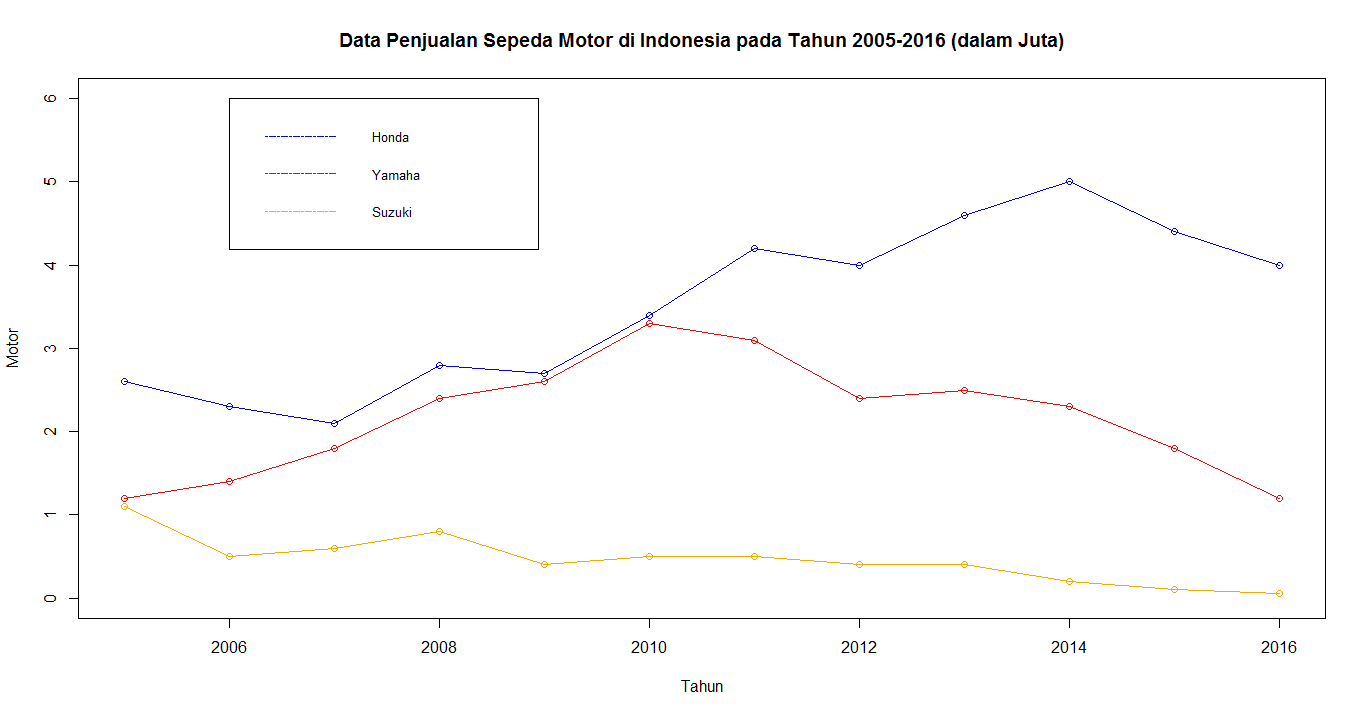 Data Penjualan Sepeda Motor di Indonesia pada Tahun 2005-2016 (dalam Juta)
6
5
4
3
2
1
0
Motor
Honda
Yamaha
Suzuki
2006 2008 2010 2012 2014 2016
Tahun